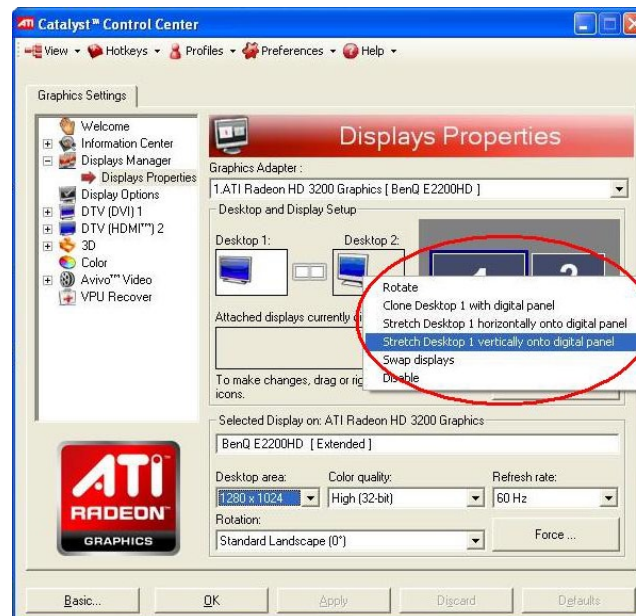 Catalyst™ Control Center
View Hotkeys Profiles Preferences Help
Graphics Settings
Welcome
Information Center
Displays Manager
Displays Properties
Display Options
DTV (DVI) 1
DTV (HDMI™) 2
3D
Color
Avivo™ Video
VPU Recover
ATI
RADEON
GRAPHICS
Displays Properties
Graphics Adapter :
1.ATI Radeon HD 3200 Graphics [ BenQ E2200HD ]
Desktop and Display Setup
Desktop 1: Desktop 2:
1 2
Rotate
Clone Desktop 1 with digital panel
Stretch Desktop 1 horizontally onto digital panel
Stretch Desktop 1 vertically onto digital panel
Swap displays
Disable
Attached displays currently
To make changes, drag or
icons.
Selected Display on: ATI Radeon HD 3200 Graphics
BenQ E2200HD [ Extended ]
Desktop area: Color quality: Refresh rate:
1280 x 1024 High (32-bit) 60 Hz
Rotation:
Standard Landscape (0°) Force ...
Basic... OK Apply Discard Defaults